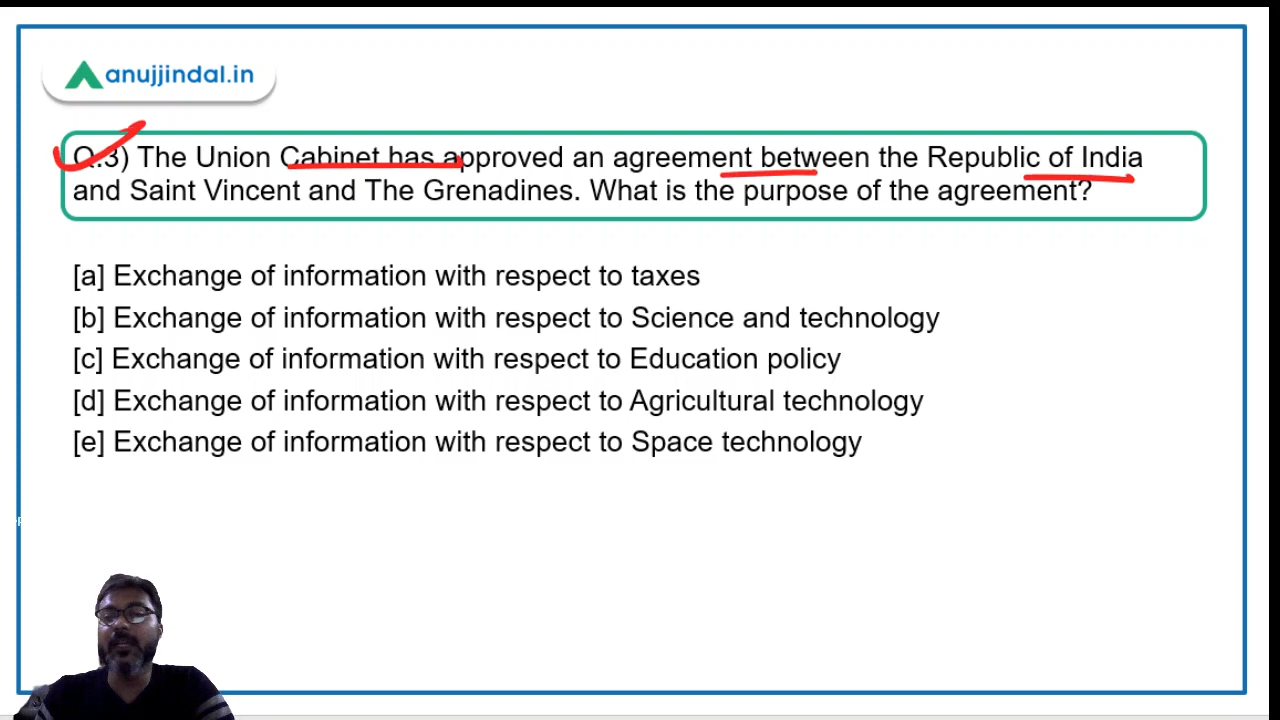 anujjindal.in
Q.3) The Union Cabinet has approved an agreement between the Republic of India
and Saint Vincent and The Grenadines. What is the purpose of the agreement?
[a] Exchange of information with respect to taxes
[b] Exchange of information with respect to Science and technology
[c] Exchange of information with respect to Education policy
[d] Exchange of information with respect to Agricultural technology
[e] Exchange of information with respect to Space technology